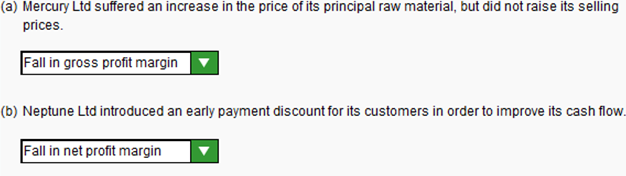 (a) Mercury Ltd suffered an increase in the price of its principal raw material, but did not raise its selling
prices.
Fall in gross profit margin
(b) Neptune Ltd introduced an early payment discount for its customers in order to improve its cash flow.
Fall in net profit margin